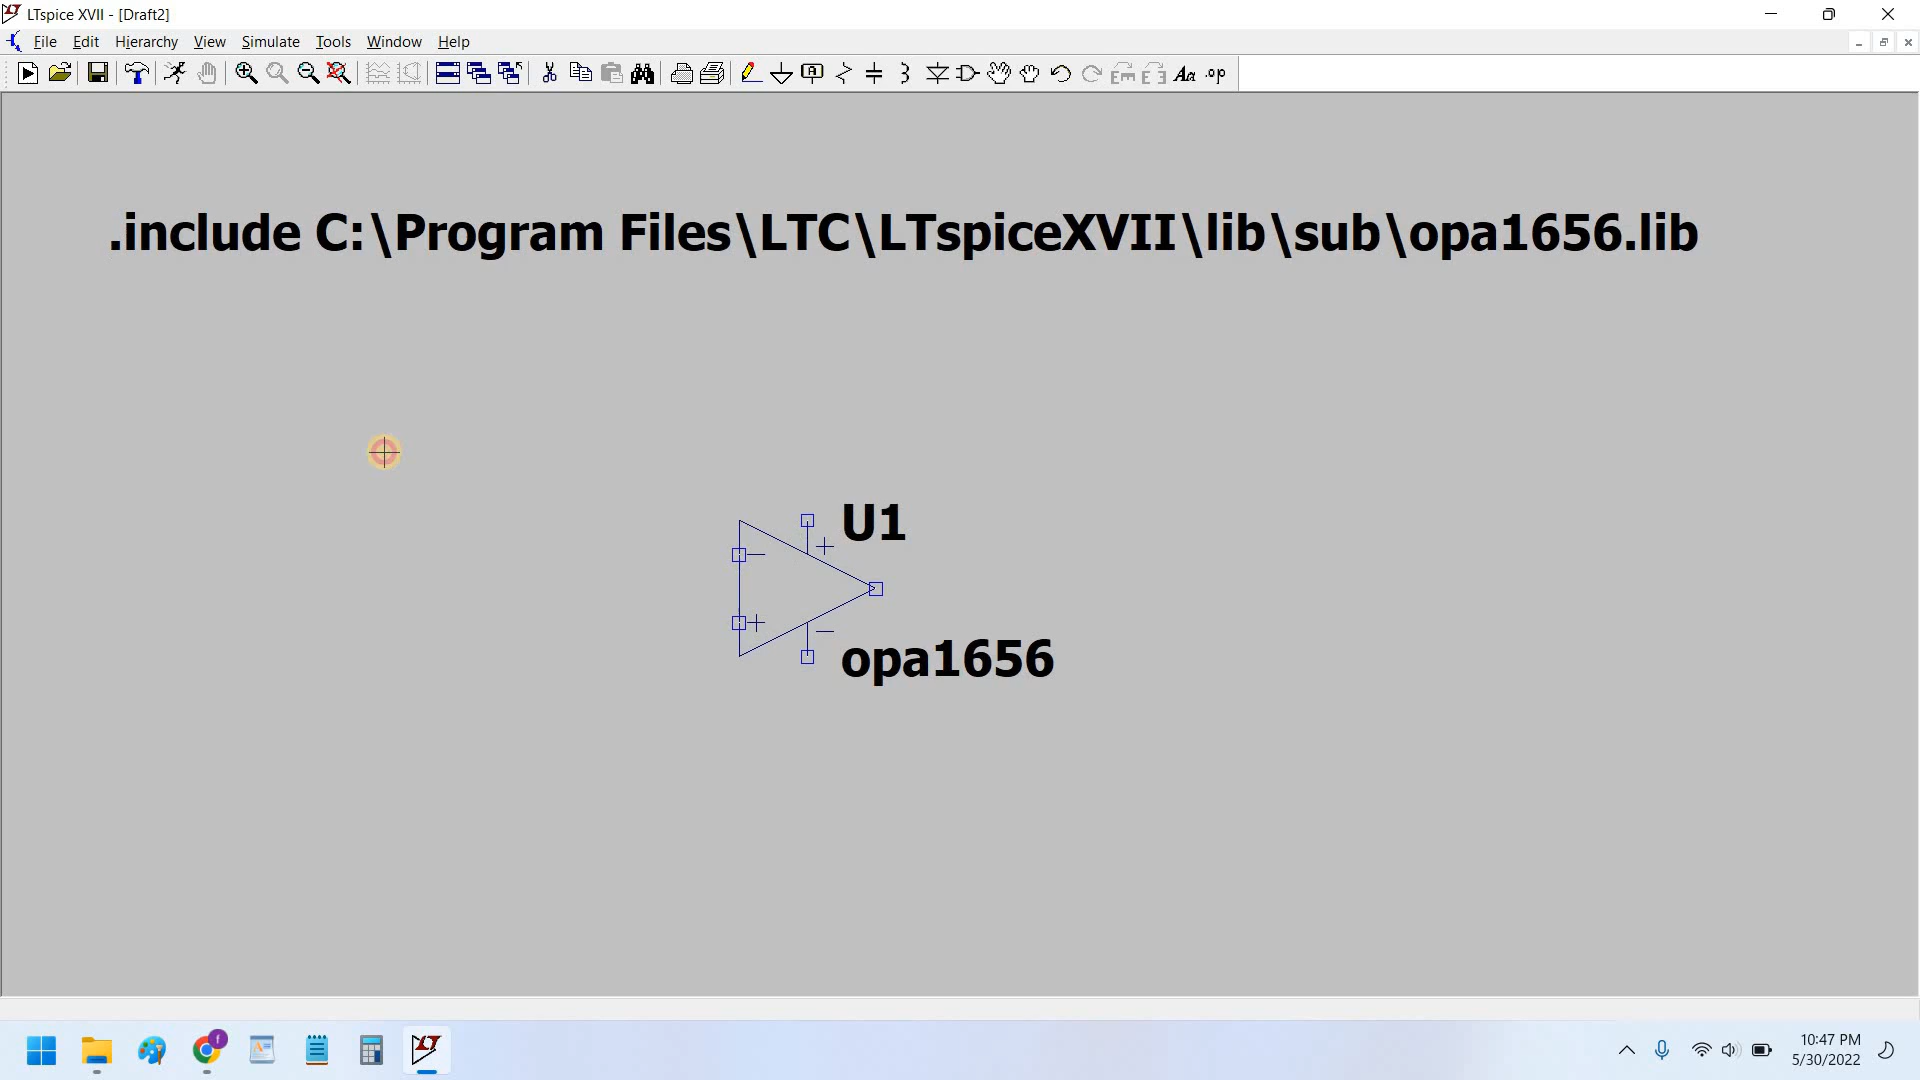 LTspice XVII - [Draft2]
File Edit Hierarchy View Simulate Tools Window Help
.include C:\Program Files\LTC\LTspiceXVII\lib\sub\opa1656.lib
U1
opa1656
10:47 PM
5/30/2022